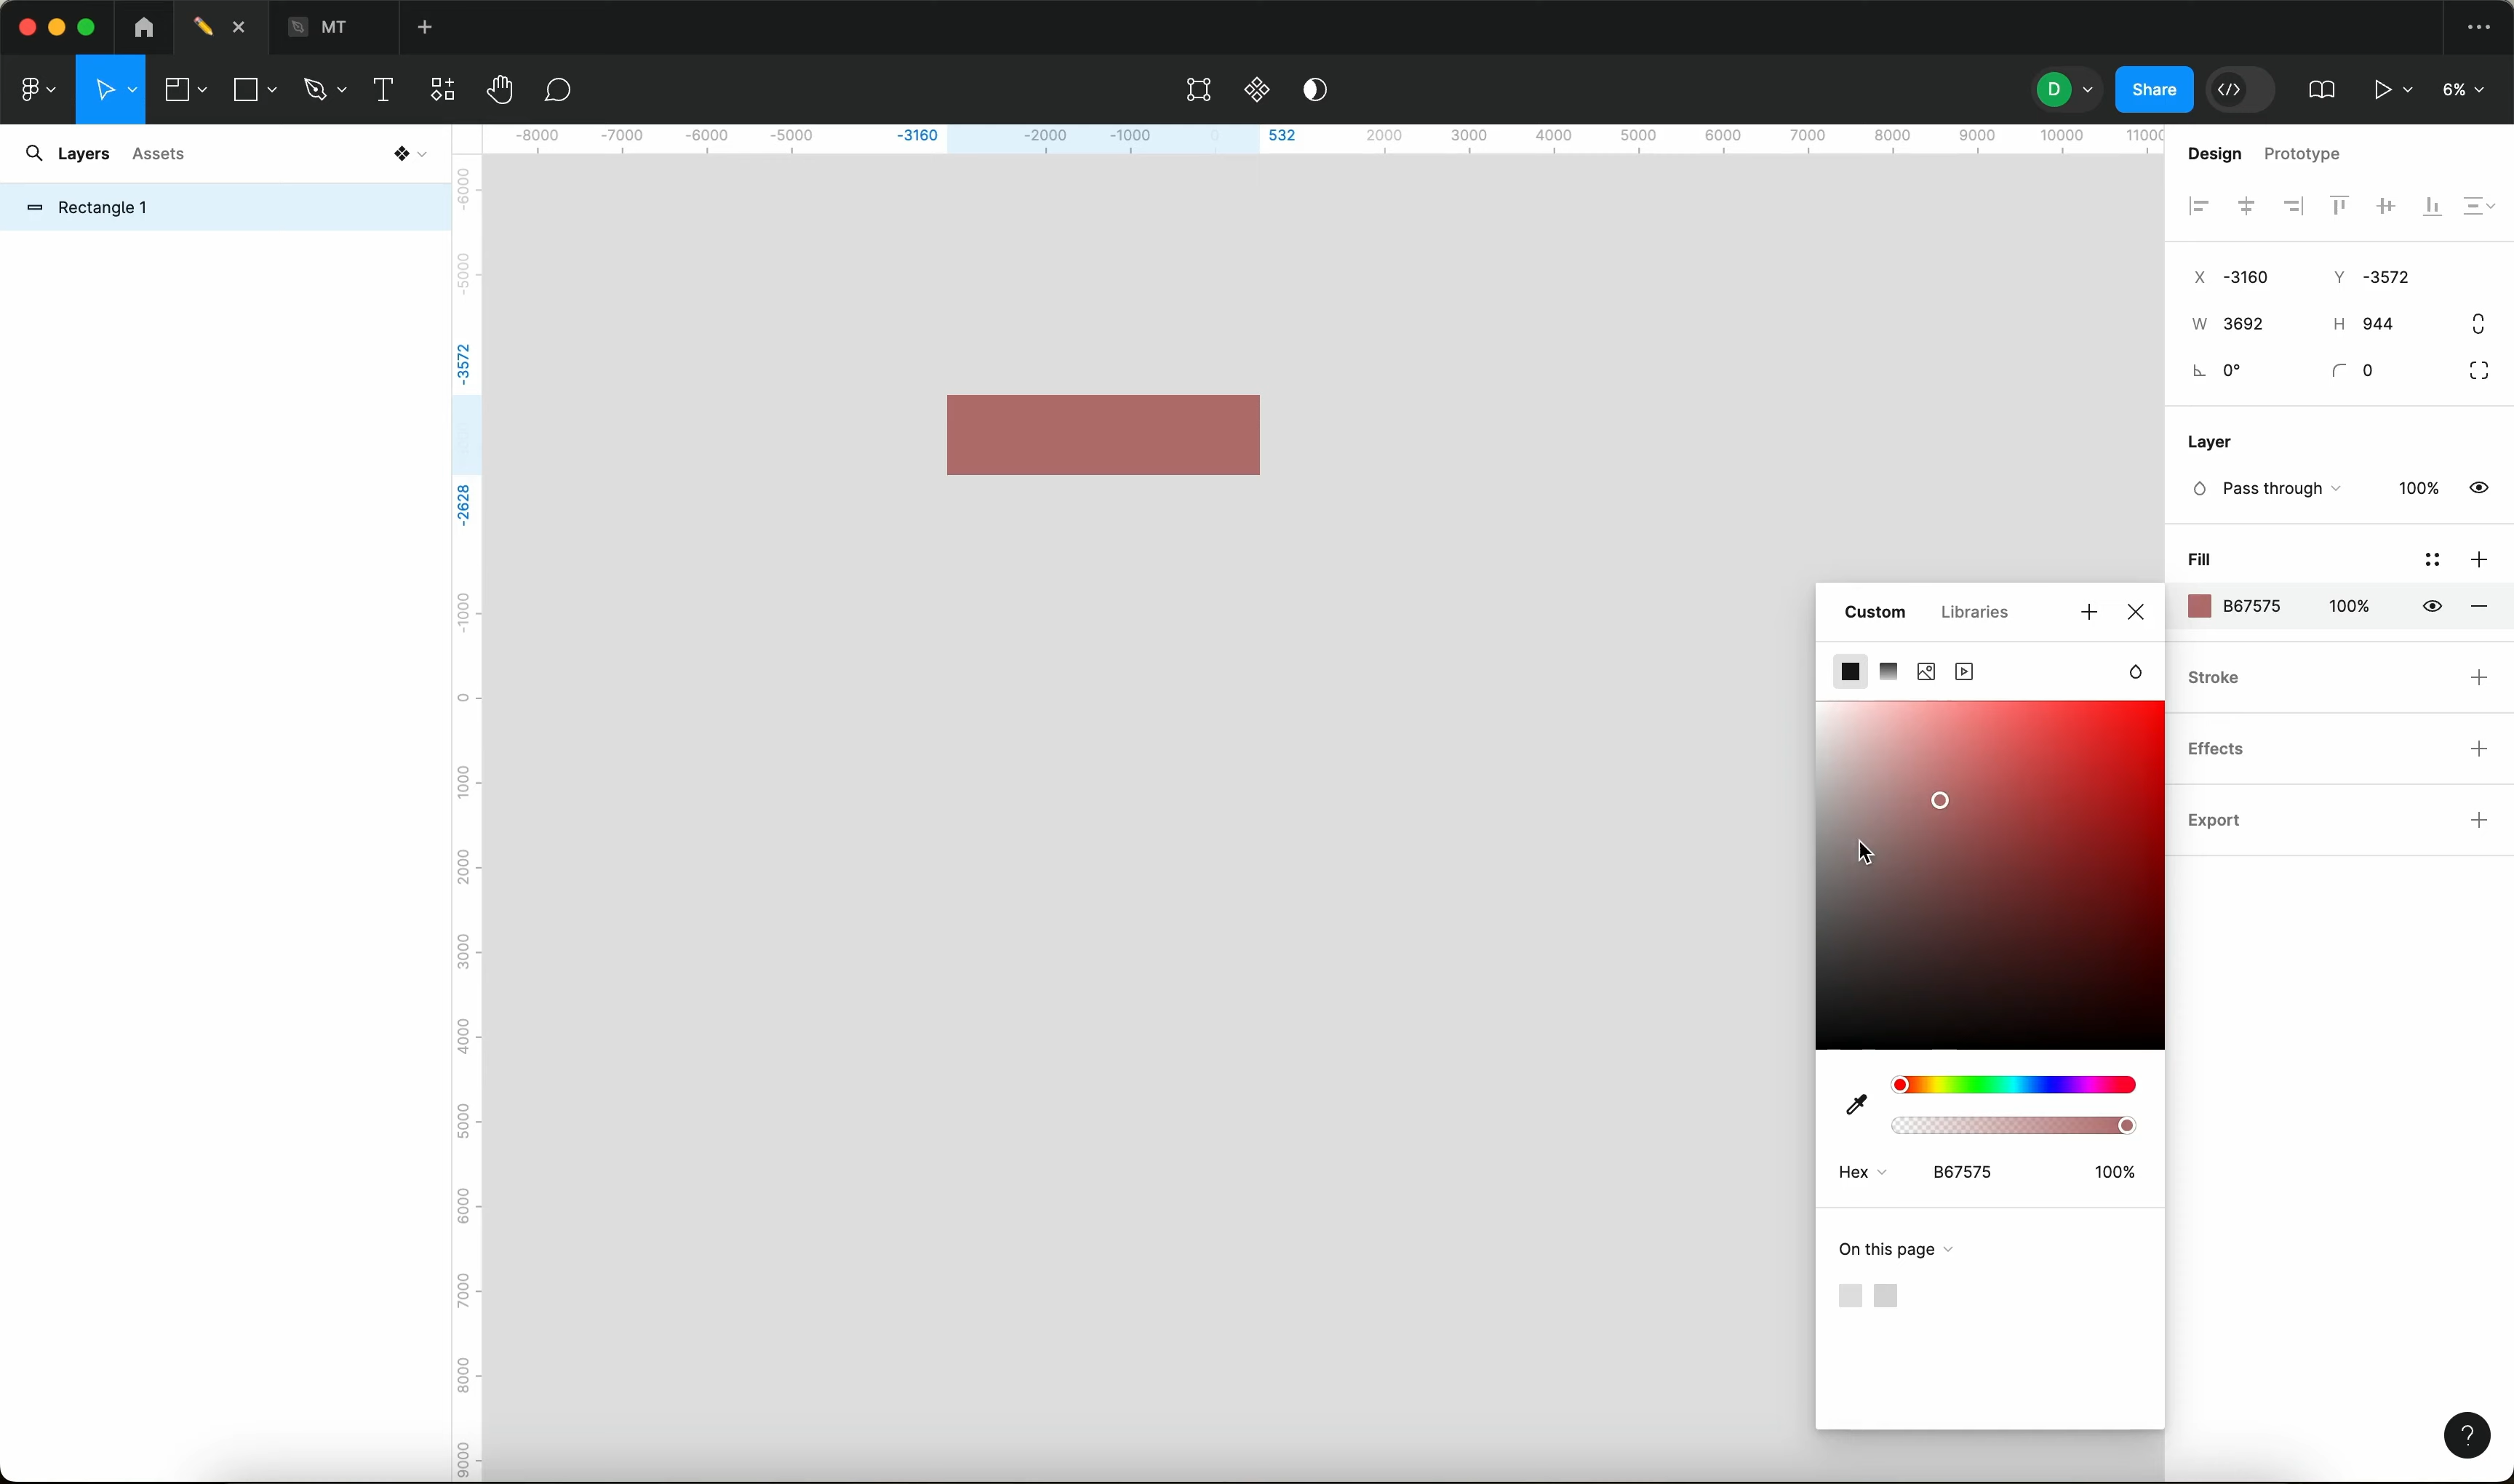 MT
D
Share
6%
Layers
Assets
Rectangle 1
-8000 -7000 -6000 -5000 -3160 -2000 -1000 0 532 2000 3000 4000 5000 6000 7000 8000 9000 10000 11000
-6000
-5000
-3572
-2628
-1000
0
1000
2000
3000
4000
5000
6000
7000
8000
9000
Design
Prototype
X -3160 Y -3572
W 3692 H 944
0° 0
Layer
Pass through 100%
Fill
B67575 100%
Stroke
Effects
Export
Custom
Libraries
Hex B67575 100%
On this page
?